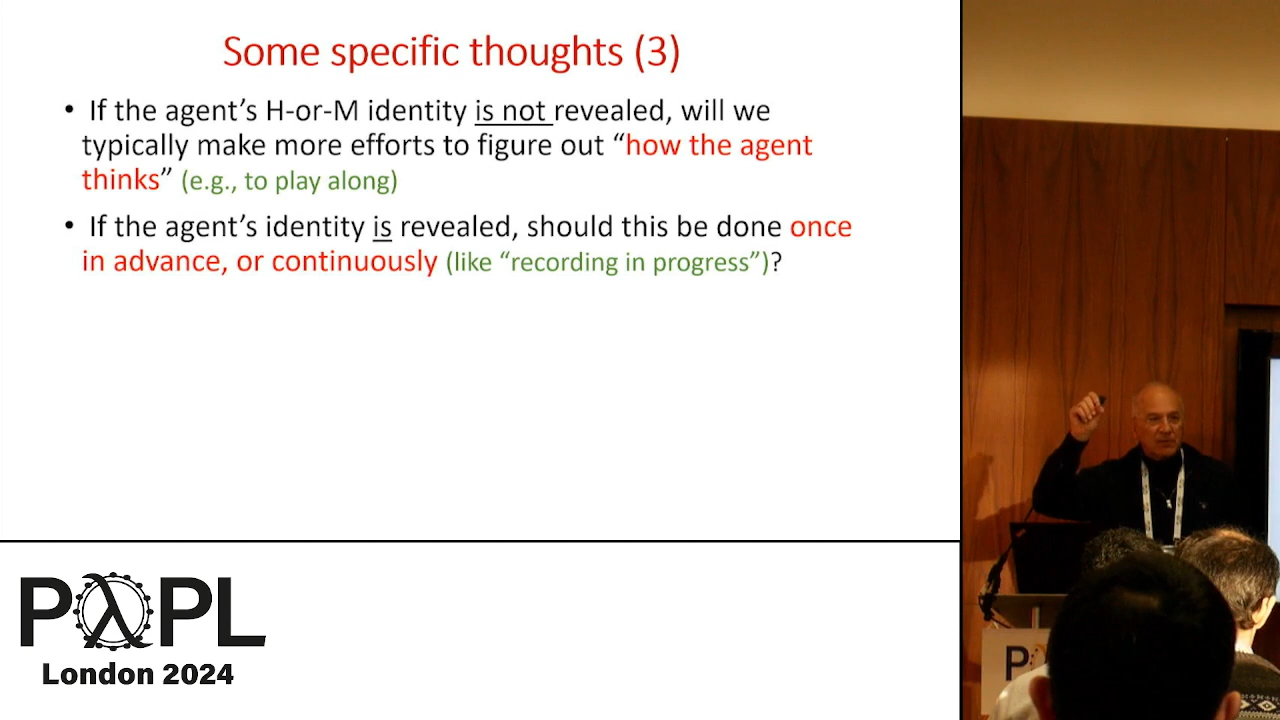 Some specific thoughts (3)
• If the agent’s H-or-M identity is not revealed, will we
typically make more efforts to figure out “how the agent
thinks” (e.g., to play along)
• If the agent’s identity is revealed, should this be done once
in advance, or continuously (like “recording in progress”)?
PλPL
London 2024